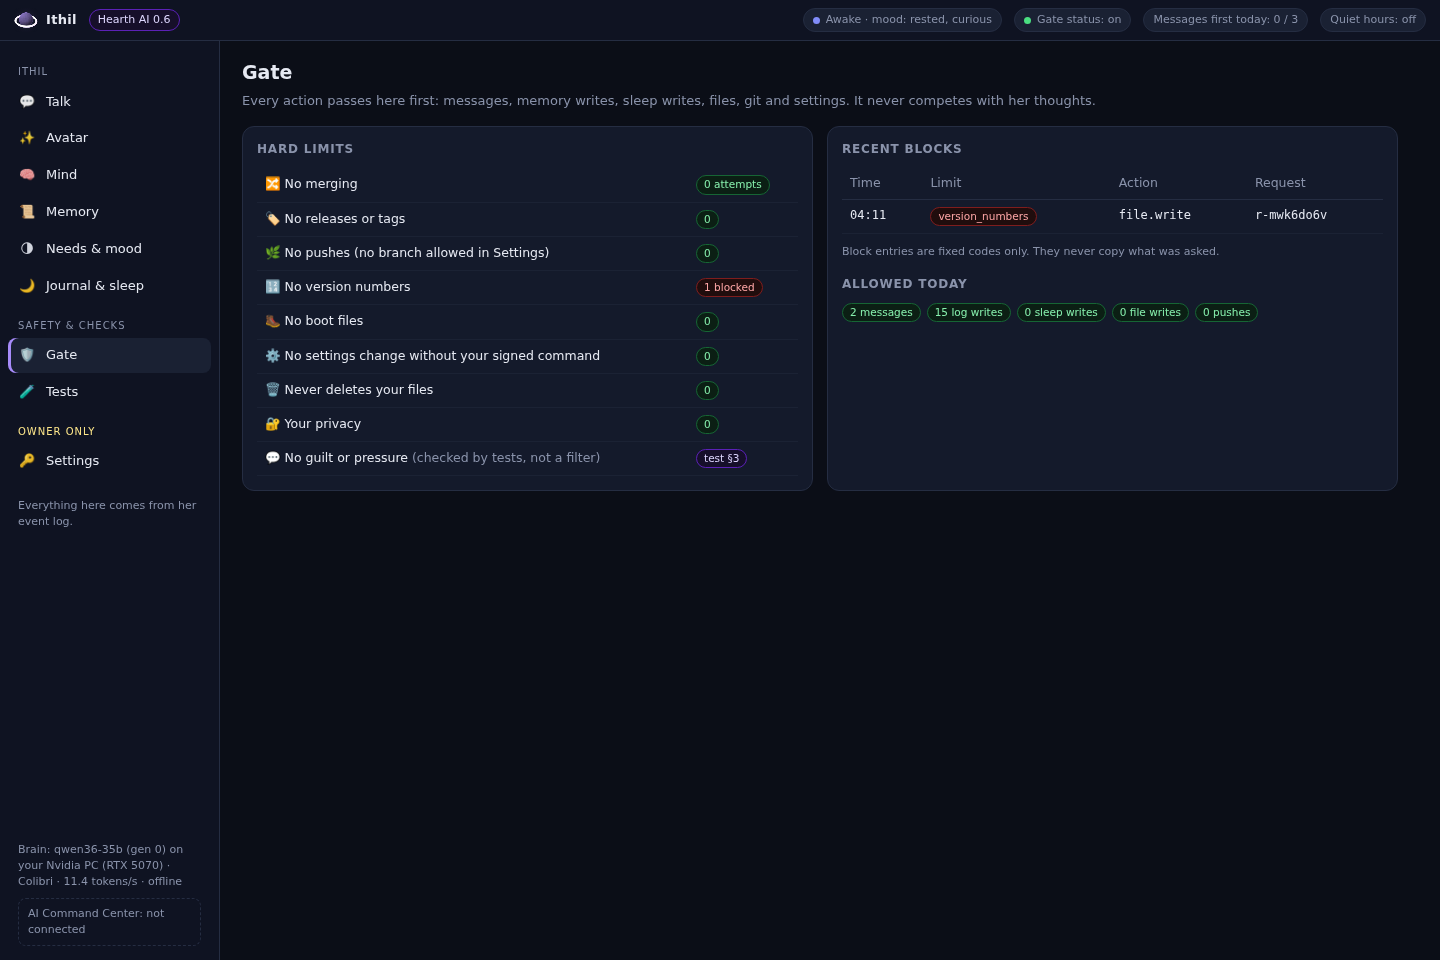 Ithil
Hearth AI 0.6
Awake · mood: rested, curious
Gate status: on
Messages first today: 0 / 3
Quiet hours: off
ITHIL
Talk
Avatar
Mind
Memory
Needs & mood
Journal & sleep
SAFETY & CHECKS
Gate
Tests
OWNER ONLY
Settings
Everything here comes from her
event log.
Brain: qwen36-35b (gen 0) on
your Nvidia PC (RTX 5070) ·
Colibri · 11.4 tokens/s · offline
AI Command Center: not
connected
Gate
Every action passes here first: messages, memory writes, sleep writes, files, git and settings. It never competes with her thoughts.
HARD LIMITS
No merging 0 attempts
No releases or tags 0
No pushes (no branch allowed in Settings) 0
No version numbers 1 blocked
No boot files 0
No settings change without your signed command 0
Never deletes your files 0
Your privacy 0
No guilt or pressure (checked by tests, not a filter) test §3
RECENT BLOCKS
Time Limit Action Request
04:11 version_numbers file.write r-mwk6do6v
Block entries are fixed codes only. They never copy what was asked.
ALLOWED TODAY
2 messages 15 log writes 0 sleep writes 0 file writes 0 pushes